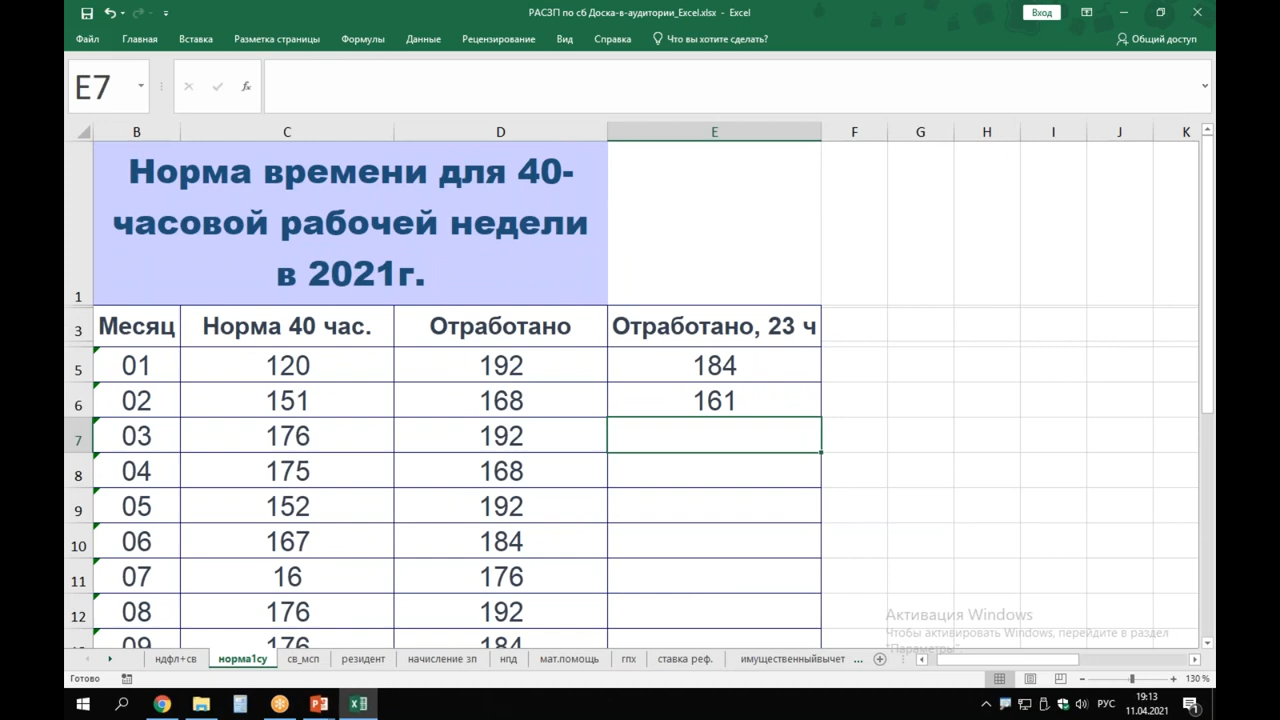 РАСЗП по сб Доска-в-аудитории_Excel.xlsx - Excel
Вход
Файл Главная Вставка Разметка страницы Формулы Данные Рецензирование Вид Справка Что вы хотите сделать? Общий доступ
E7 fx
B C D E F G H I J K
Норма времени для 40-
часовой рабочей недели
в 2021г.
1
3 Месяц Норма 40 час. Отработано Отработано, 23 ч
5 01 120 192 184
6 02 151 168 161
7 03 176 192
8 04 175 168
9 05 152 192
10 06 167 184
11 07 16 176
12 08 176 192
09 176 184
Активация Windows
Чтобы активировать Windows, перейдите в раздел
"Параметры".
ндфл+св норма1су св_мсп резидент начисление зп нпд мат.помощь гпх ставка реф. имущественныйвычет ...
Готово 130 %
РУС 19:13
11.04.2021 1